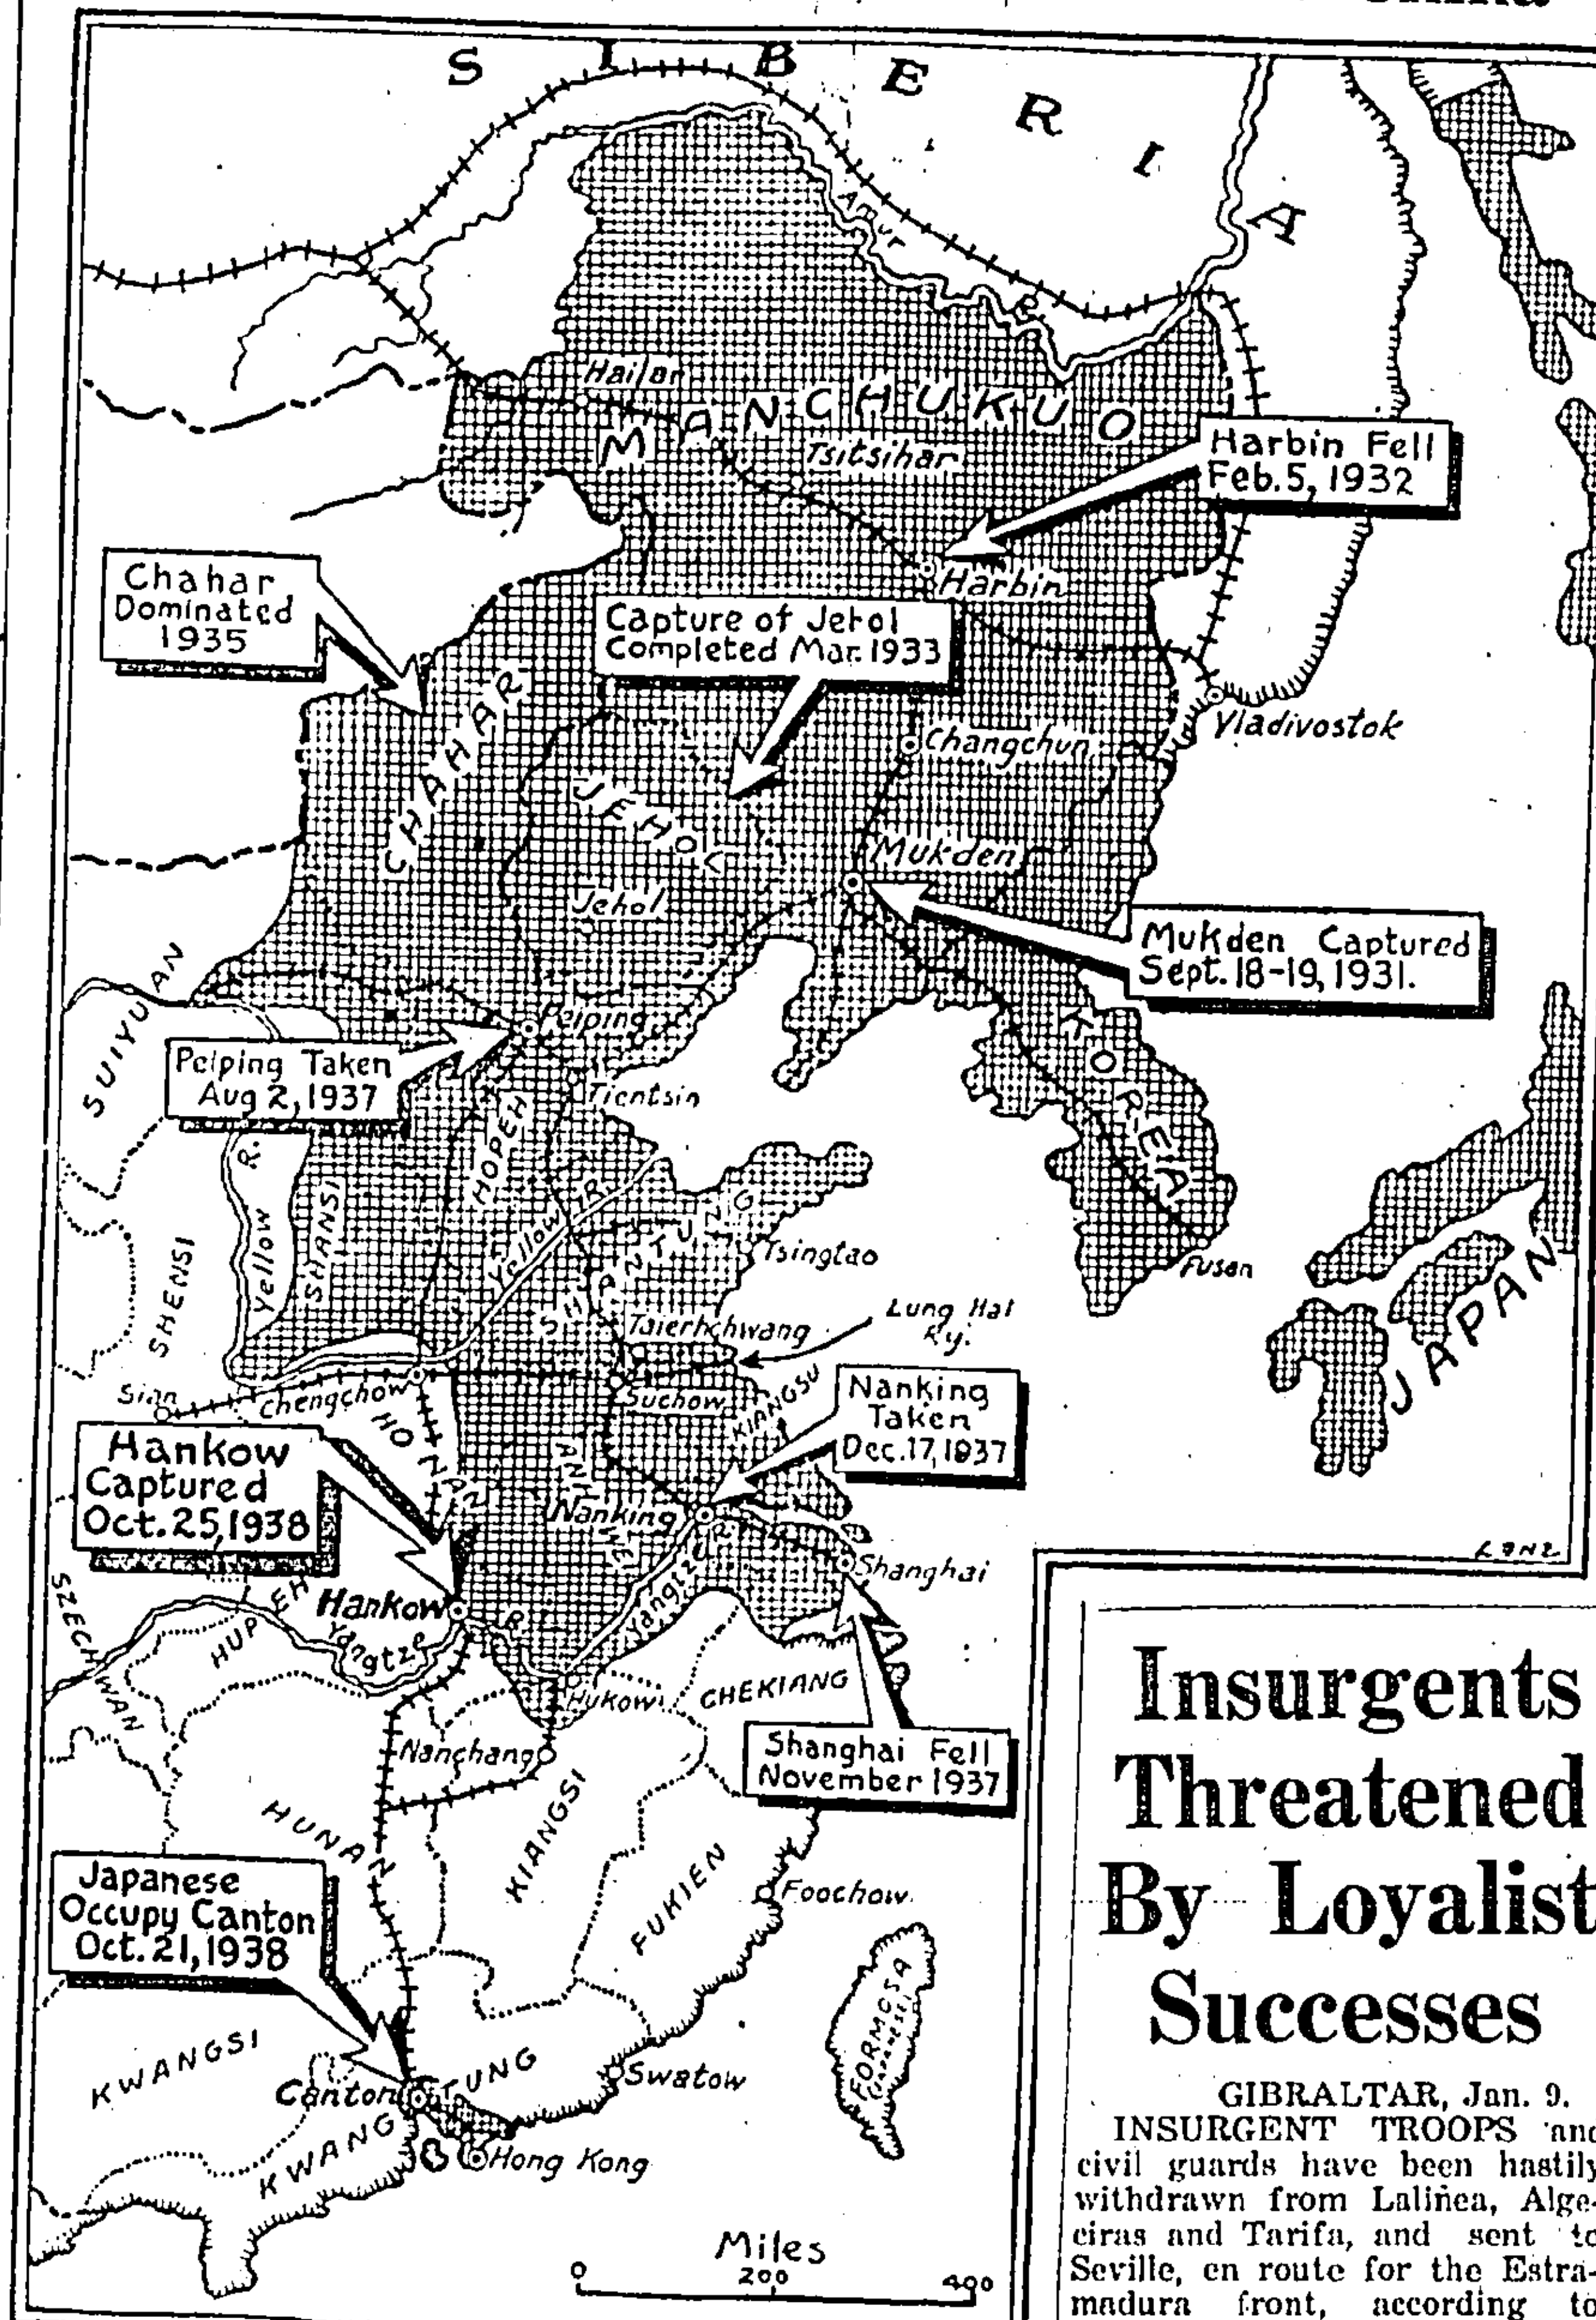 SIBERIA
Amur
R.
Hailar
MANCHUKUO
Tsitsihar
Harbin Fell
Feb. 5, 1932
Harbin
Chahar
Dominated
1935
Capture of Jehol
Completed Mar. 1933
CHAHAR
Changchun
Vladivostok
JEHOL
Mukden
Jehol
Mukden Captured
Sept. 18-19, 1931.
SUIYUAN
Peiping
Peiping Taken
Aug 2, 1937
Tientsin
KOREA
HOPEH
Yellow R.
SHANSI
Yellow R.
SHANTUNG
Tsingtao
Fusan
JAPAN
SHENSI
Taierhchwang
Lung Hai
Ry.
Sian
Chengchow
Suchow
KIANGSU
HONAN
Nanking
Taken
Dec. 17, 1937
Hankow
Captured
Oct. 25, 1938
ANHWEI
Nanking
Yangtze R.
Shanghai
SZECHWAN
HUPEH
Hankow
Yangtze
R.
Hukow
CHEKIANG
Nanchang
Shanghai Fell
November 1937
HUNAN
KIANGSI
FUKIEN
Foochow
Japanese
Occupy Canton
Oct. 21, 1938
FORMOSA
(JAPANESE)
KWANGSI
Canton
KWANGTUNG
Swatow
Hong Kong
Miles
0 200 400
Insurgents
Threatened
By Loyalist
Successes
GIBRALTAR, Jan. 9.
INSURGENT TROOPS and
civil guards have been hastily
withdrawn from Laliñea, Alge-
ciras and Tarifa, and sent to
Seville, en route for the Estra-
madura front, according to